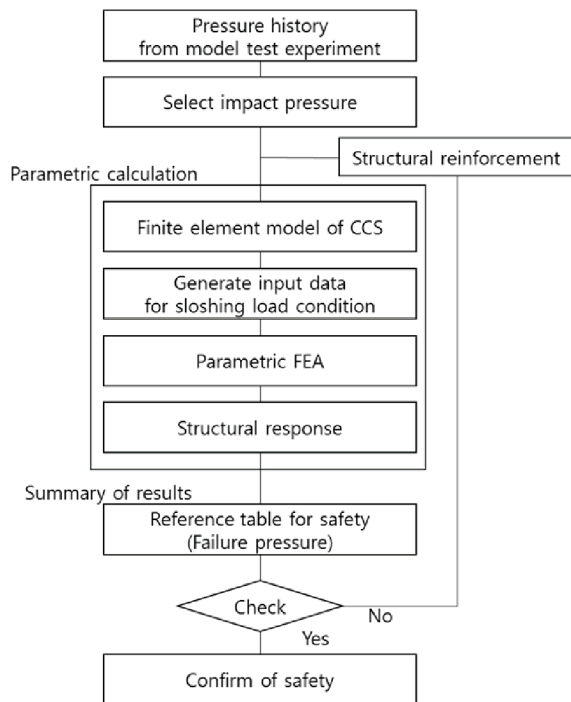 Pressure history
from model test experiment
Select impact pressure
Structural reinforcement
Parametric calculation
Finite element model of CCS
Generate input data
for sloshing load condition
Parametric FEA
Structural response
Summary of results
Reference table for safety
(Failure pressure)
Check
No
Yes
Confirm of safety